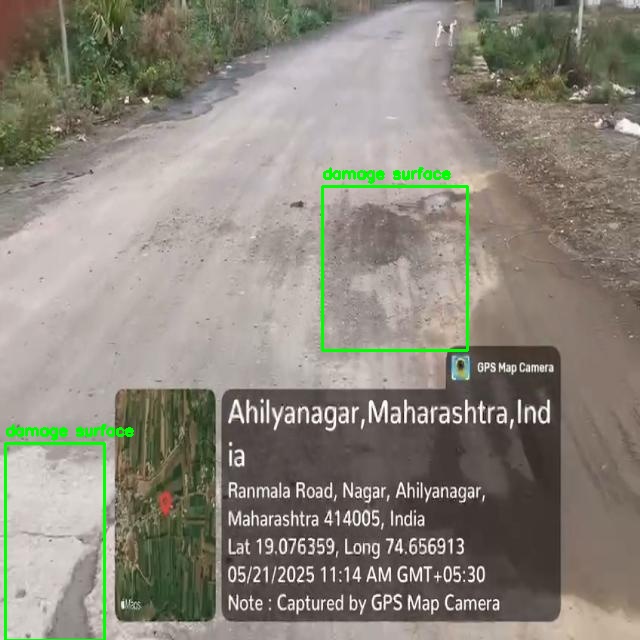 damage surface
GPS Map Camera
damage surface
Ahilyanagar,Maharashtra,Ind
ia
Ranmala Road, Nagar, Ahilyanagar,
Maharashtra 414005, India
Lat 19.076359, Long 74.656913
05/21/2025 11:14 AM GMT+05:30
Note : Captured by GPS Map Camera
Maps